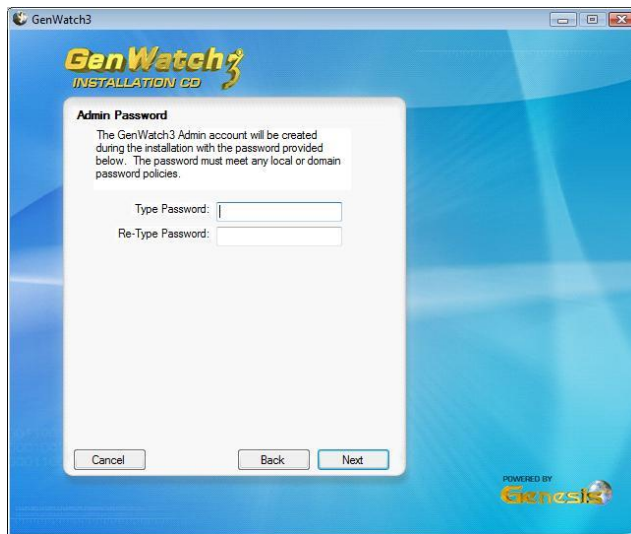 GenWatch3
GenWatch3
INSTALLATION CD
Admin Password
The GenWatch3 Admin account will be created
during the installation with the password provided
below. The password must meet any local or domain
password policies.
Type Password:
Re-Type Password:
Cancel Back Next
POWERED BY
Genesis